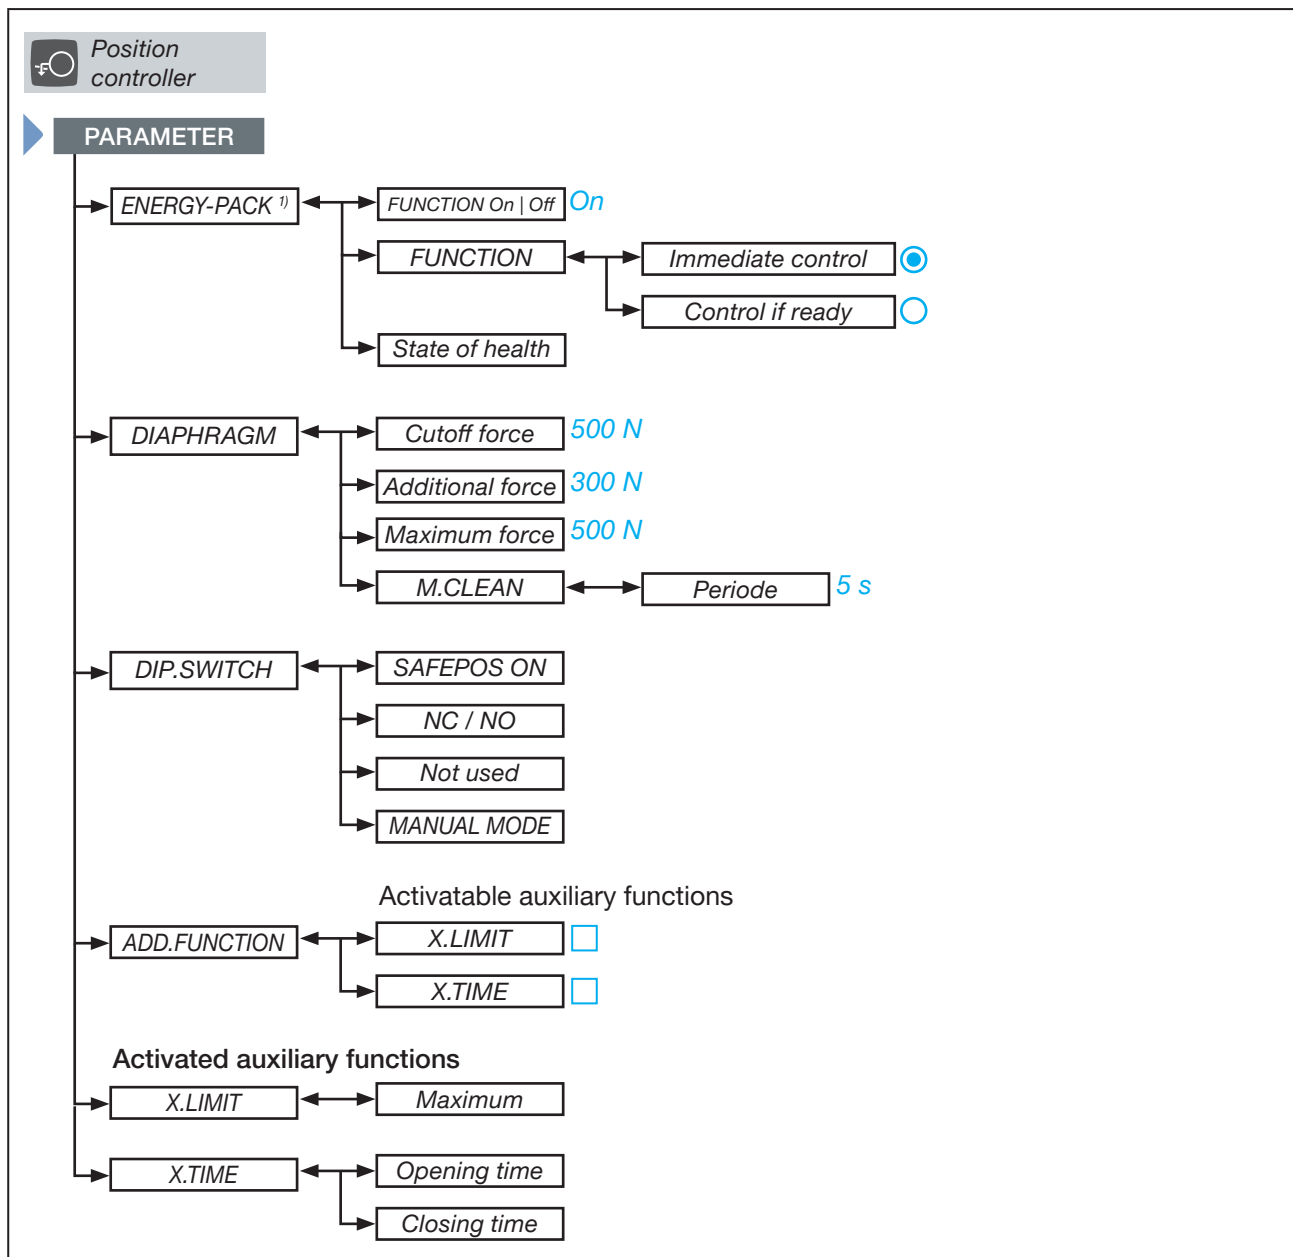 Position
controller
PARAMETER
ENERGY-PACK 1)
FUNCTION On | Off On
FUNCTION
Immediate control
Control if ready
State of health
DIAPHRAGM
Cutoff force 500 N
Additional force 300 N
Maximum force 500 N
M.CLEAN
Periode 5 s
DIP.SWITCH
SAFEPOS ON
NC / NO
Not used
MANUAL MODE
Activatable auxiliary functions
ADD.FUNCTION
X.LIMIT
X.TIME
Activated auxiliary functions
X.LIMIT
Maximum
X.TIME
Opening time
Closing time